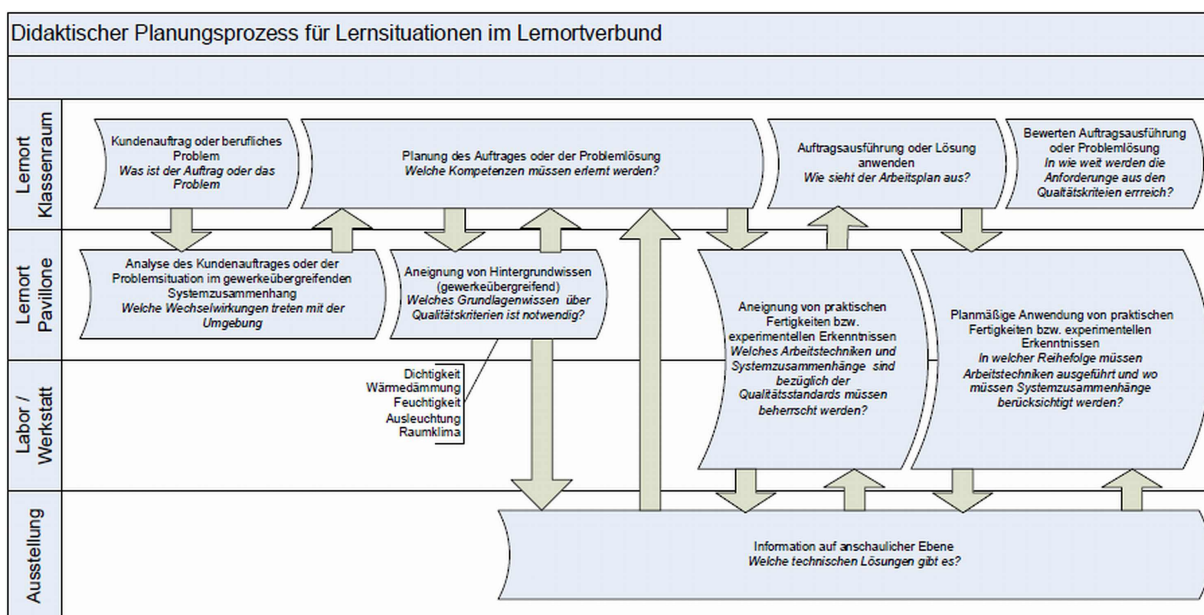 Didaktischer Planungsprozess für Lernsituationen im Lernortverbund
Lernort
Klassenraum
Kundenauftrag oder berufliches
Problem
Was ist der Auftrag oder das
Problem
Planung des Auftrages oder der Problemlösung
Welche Kompetenzen müssen erlernt werden?
Auftragsausführung oder Lösung
anwenden
Wie sieht der Arbeitsplan aus?
Bewerten Auftragsausführung
oder Problemlösung
In wie weit werden die
Anforderunge aus den
Qualtätskriteien errreich?
Lernort
Pavillone
Analyse des Kundenauftrages oder der
Problemsituation im gewerkeübergreifenden
Systemzusammenhang
Welche Wechselwirkungen treten mit der
Umgebung
Aneignung von Hintergrundwissen
(gewerkeübergreifend)
Welches Grundlagenwissen über
Qualitätskriterien ist notwendig?
Aneignung von praktischen
Fertigkeiten bzw.
experimentellen Erkenntnissen
Welches Arbeitstechniken und
Systemzusammenhänge sind
bezüglich der
Qualitätsstandards müssen
beherrscht werden?
Planmäßige Anwendung von praktischen
Fertigkeiten bzw. experimentellen
Erkenntnissen
In welcher Reihefolge müssen
Arbeitstechniken ausgeführt und wo
müssen Systemzusammenhänge
berücksichtigt werden?
Labor /
Werkstatt
Dichtigkeit
Wärmedämmung
Feuchtigkeit
Ausleuchtung
Raumklima
Ausstellung
Information auf anschaulicher Ebene
Welche technischen Lösungen gibt es?